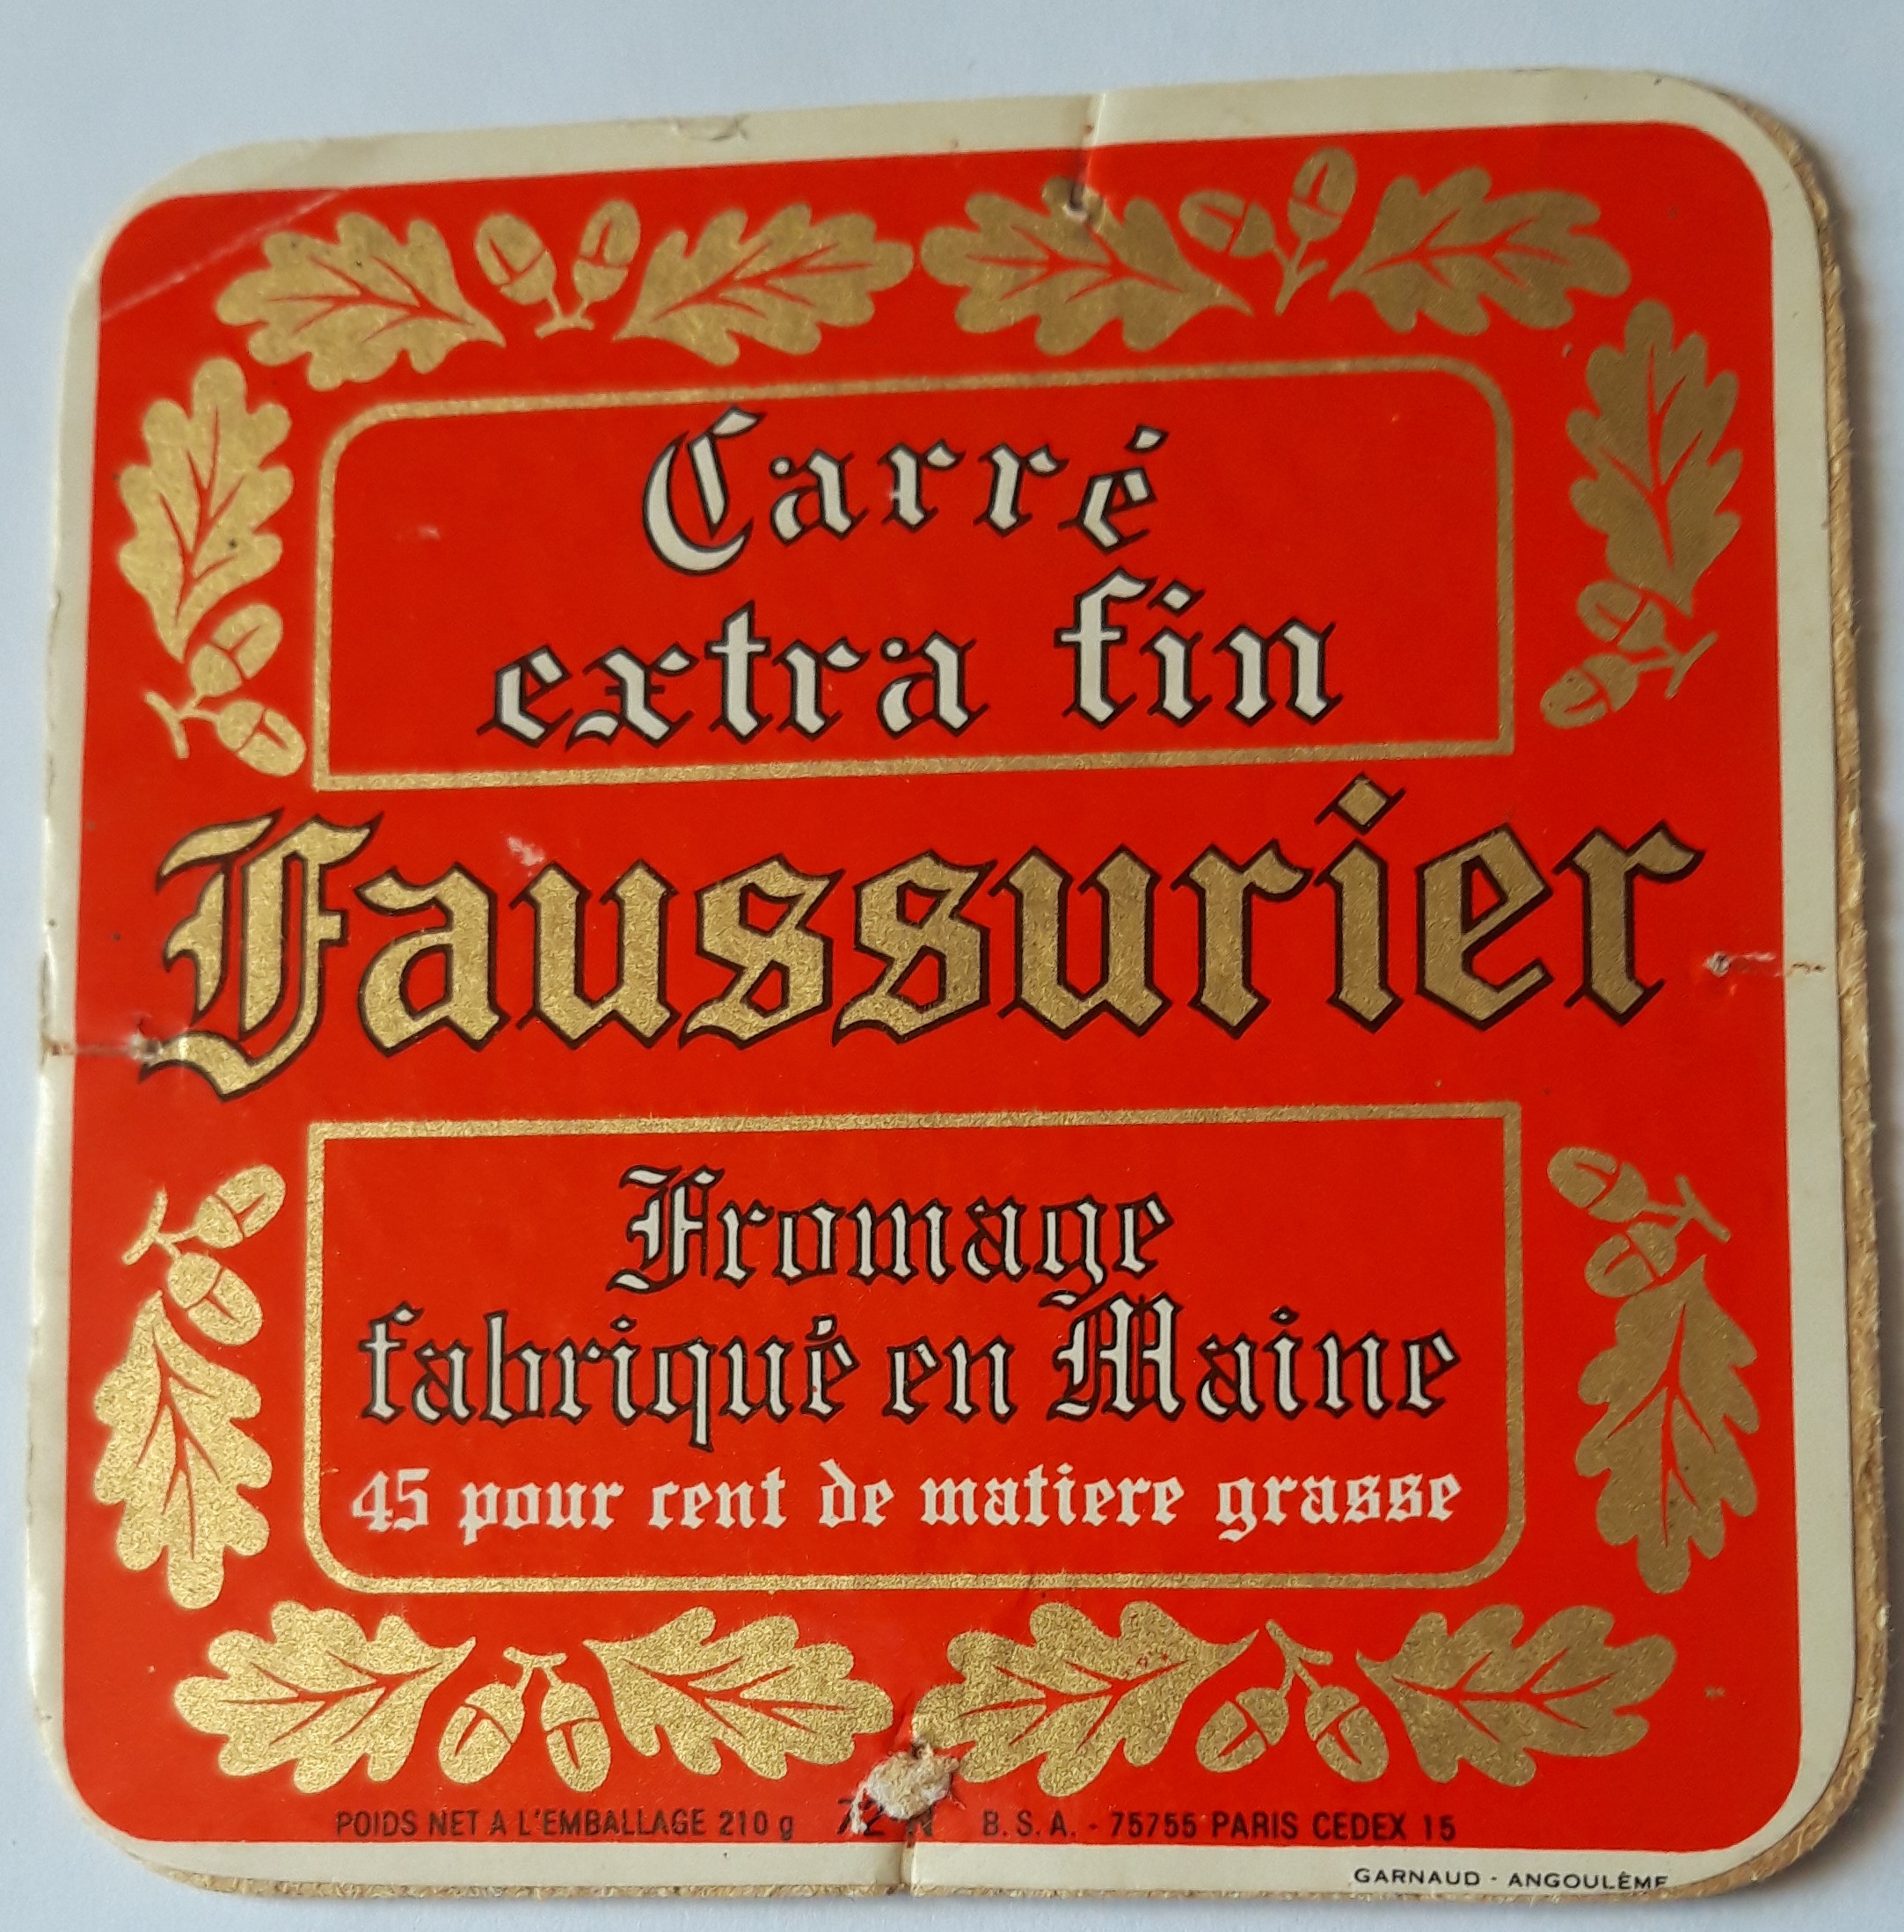 Carré
extra fin
Faussurier
Fromage
fabriqué en Maine
45 pour cent de matiere grasse
POIDS NET A L'EMBALLAGE 210 g 72 B.S.A. - 75755 PARIS CEDEX 15
GARNAUD - ANGOULÊME